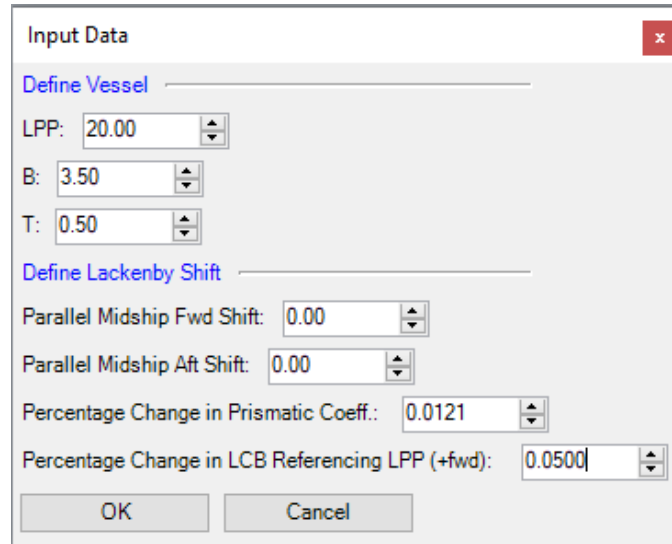 Input Data
x
Define Vessel
LPP: 20.00
B: 3.50
T: 0.50
Define Lackenby Shift
Parallel Midship Fwd Shift: 0.00
Parallel Midship Aft Shift: 0.00
Percentage Change in Prismatic Coeff.: 0.0121
Percentage Change in LCB Referencing LPP (+fwd): 0.0500
OK Cancel